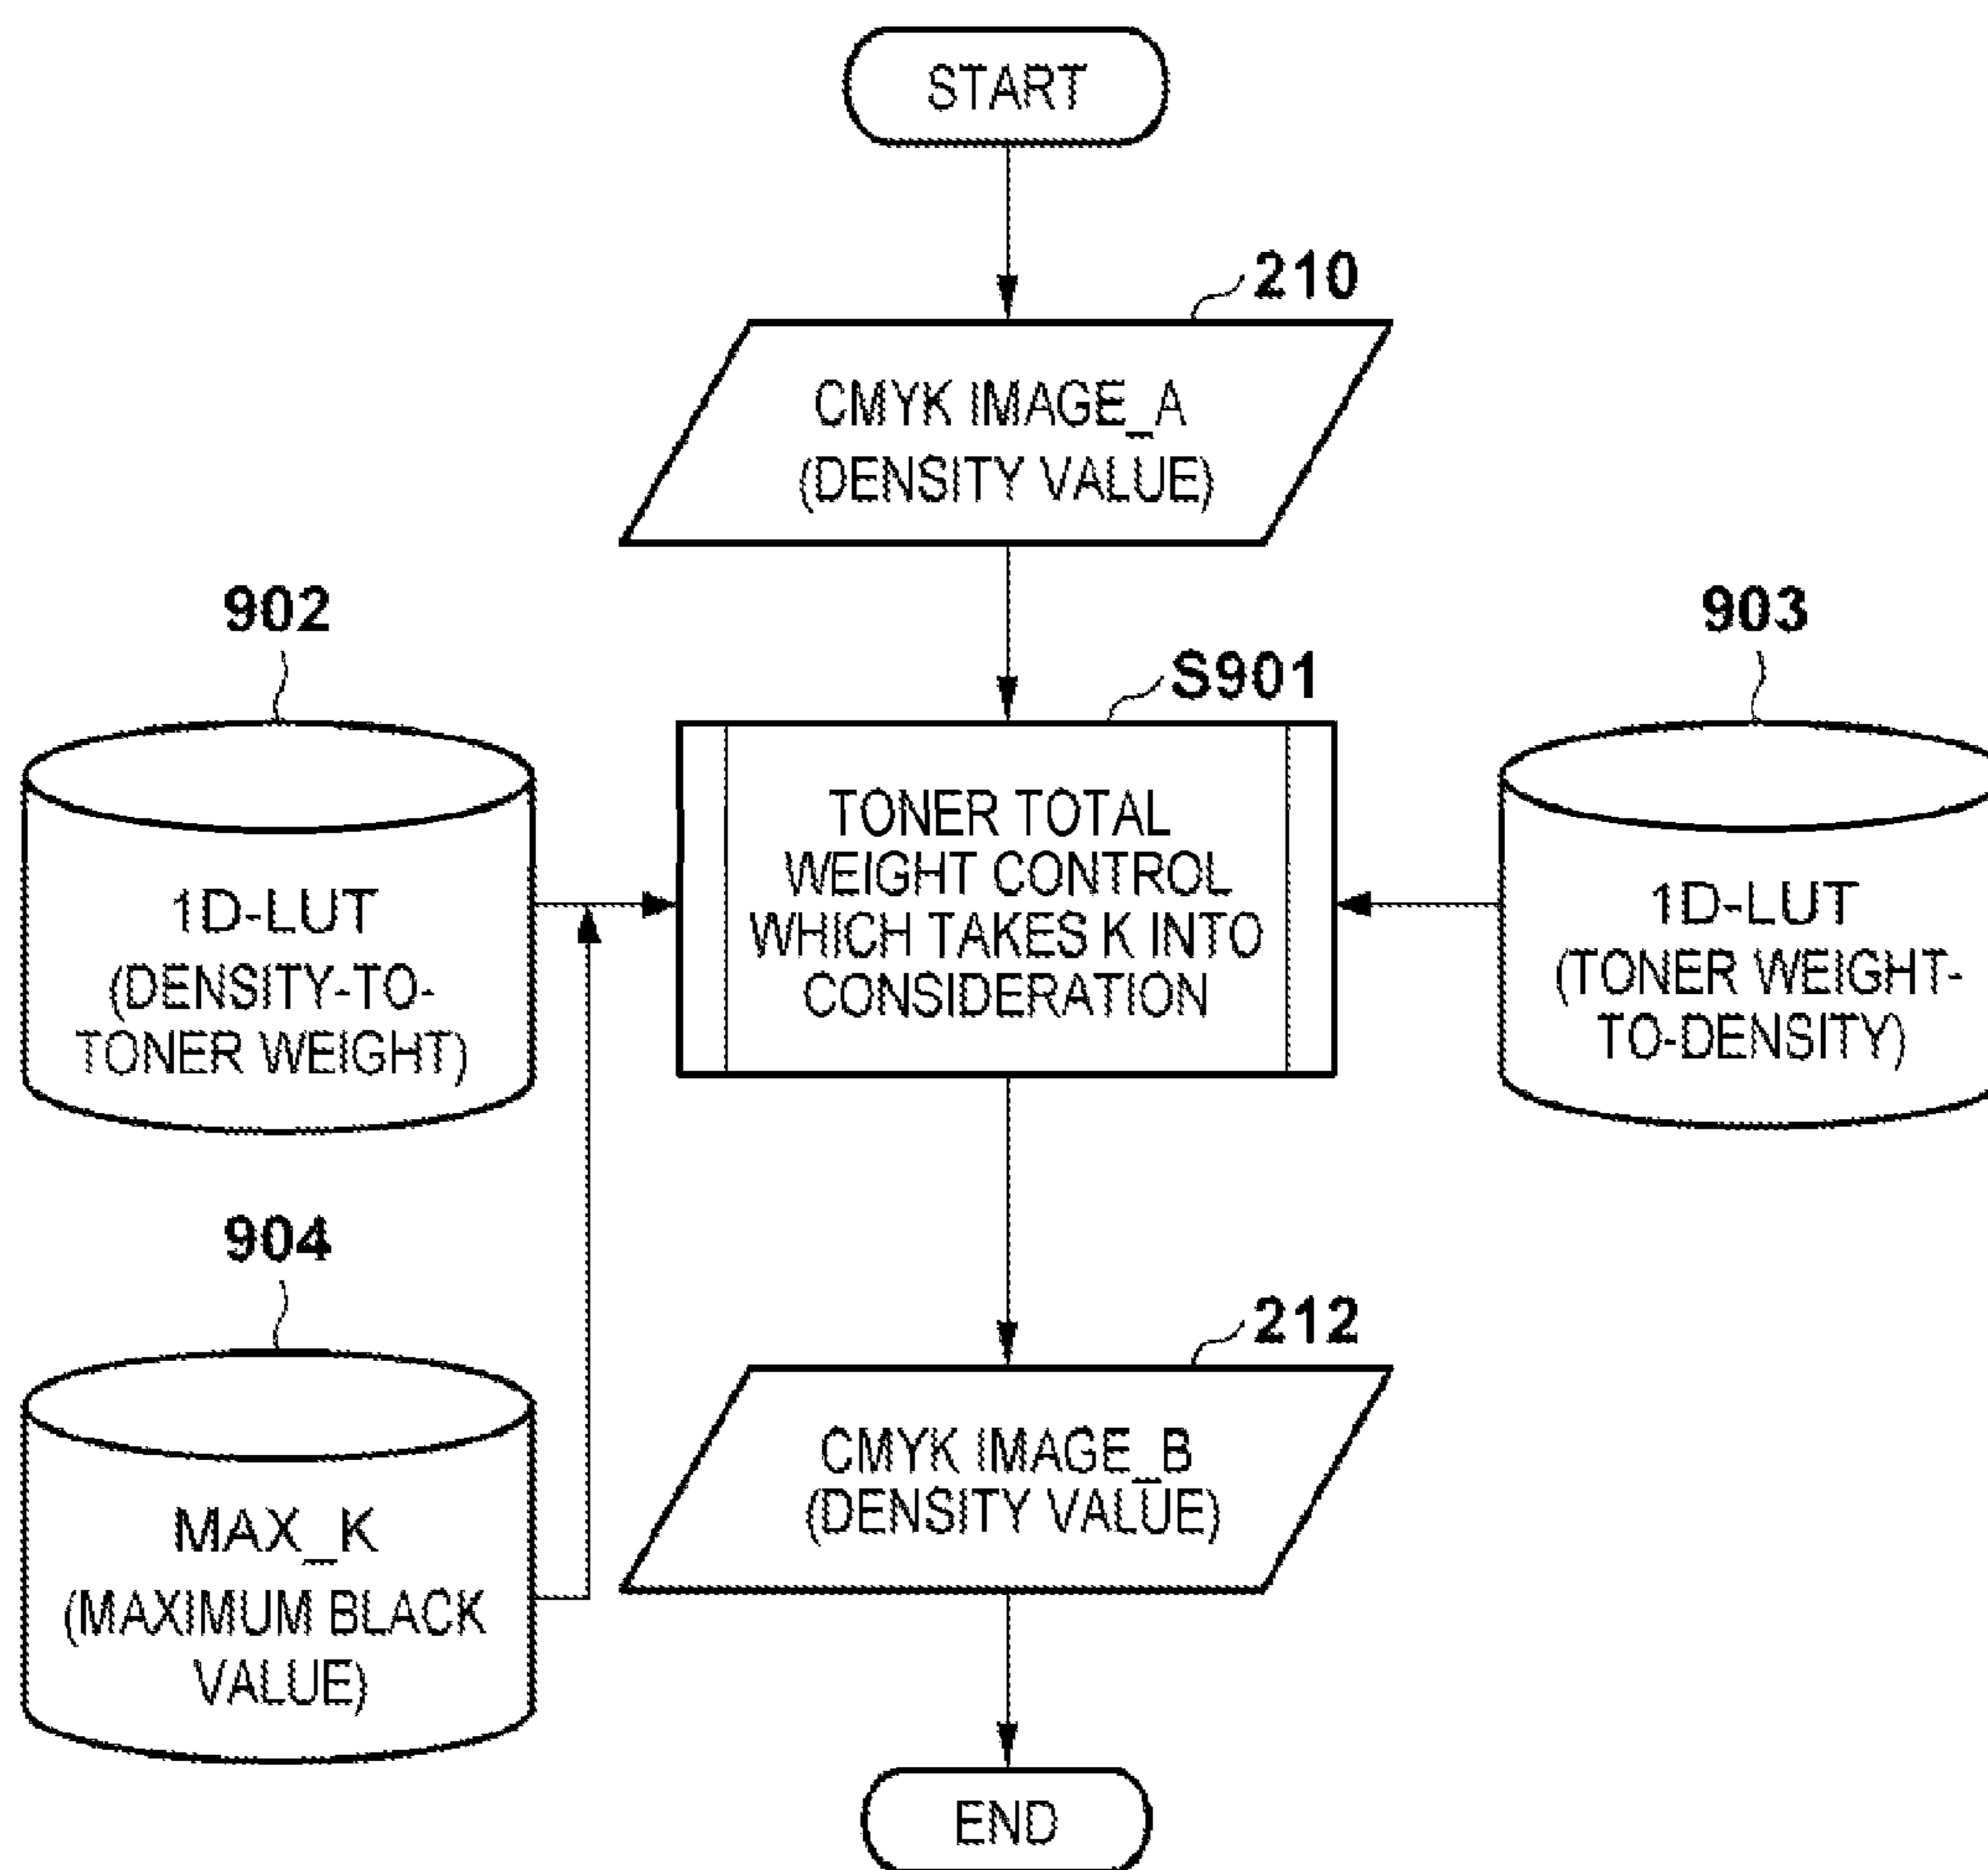 START
210
CMYK IMAGE_A
(DENSITY VALUE)
902
S901
903
1D-LUT
(DENSITY-TO-
TONER WEIGHT)
TONER TOTAL
WEIGHT CONTROL
WHICH TAKES K INTO
CONSIDERATION
1D-LUT
(TONER WEIGHT-
TO-DENSITY)
904
MAX_K
(MAXIMUM BLACK
VALUE)
212
CMYK IMAGE_B
(DENSITY VALUE)
END